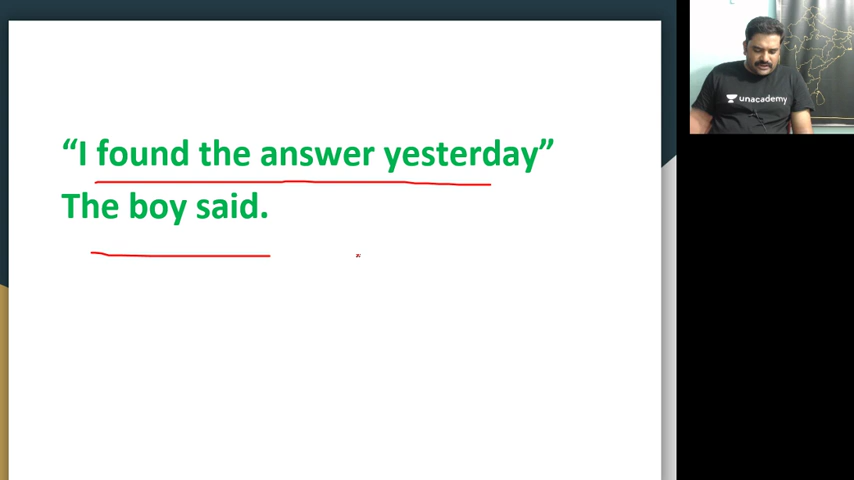 “I found the answer yesterday”
The boy said.
unacademy